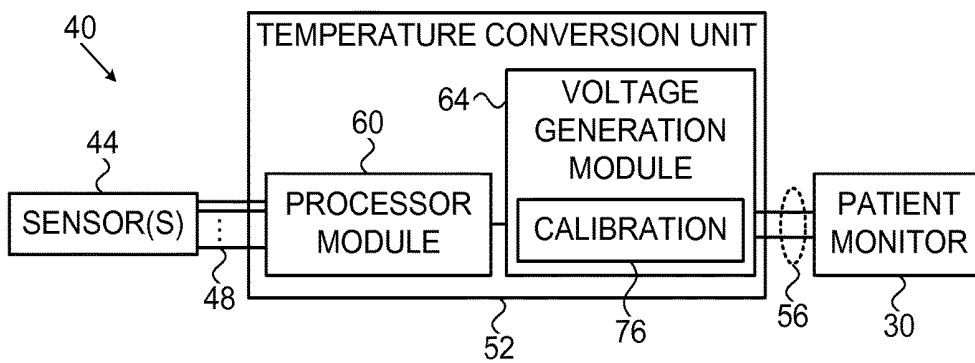 40
TEMPERATURE CONVERSION UNIT
64
VOLTAGE
GENERATION
MODULE
60
44
SENSOR(S)
PROCESSOR
MODULE
CALIBRATION
PATIENT
MONITOR
48
52
76
56
30